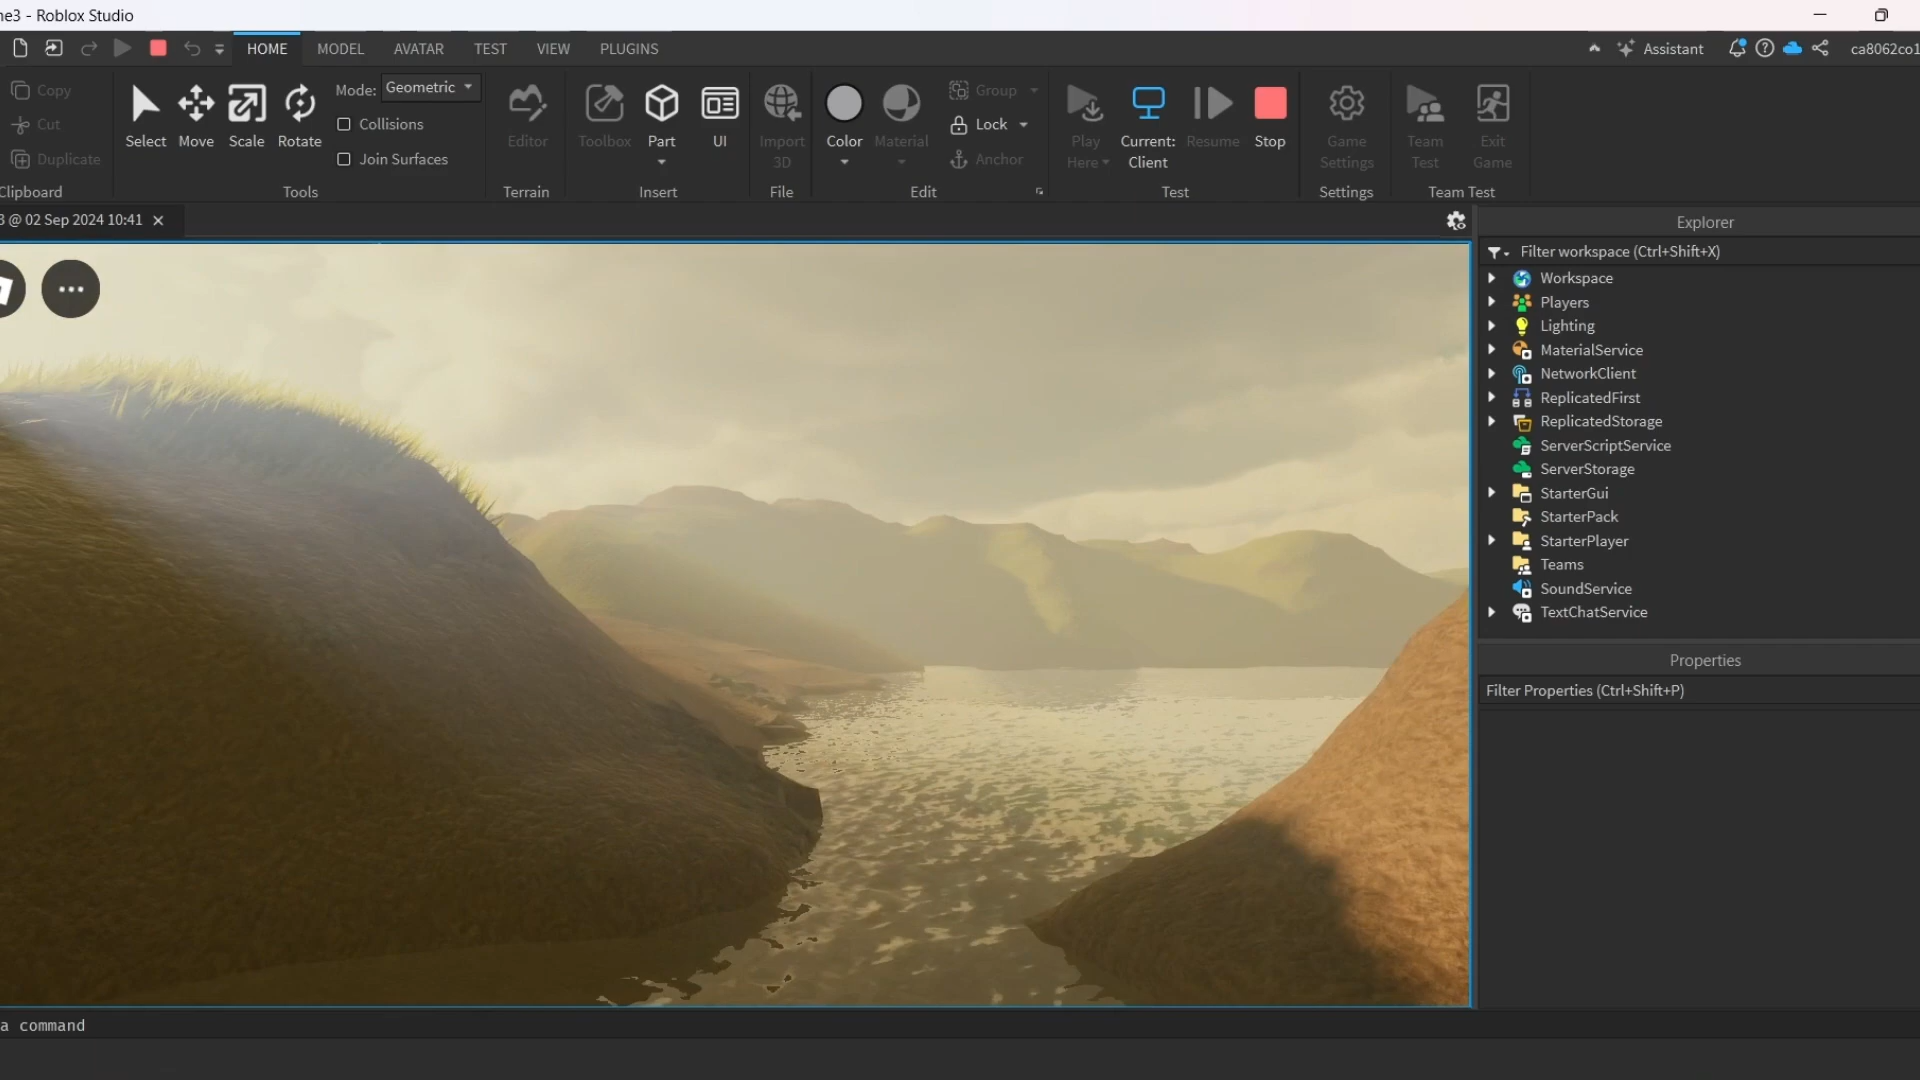 ne3 - Roblox Studio
HOME MODEL AVATAR TEST VIEW PLUGINS
Assistant
ca8062co1
Copy
Cut
Duplicate
Clipboard
Select Move Scale Rotate
Mode: Geometric
Collisions
Join Surfaces
Tools
Editor
Terrain
Toolbox Part UI
Insert
Import
3D
File
Color Material
Group
Lock
Anchor
Edit
Play
Here
Current:
Client
Resume Stop
Test
Game
Settings
Settings
Team
Test
Exit
Game
Team Test
3 @ 02 Sep 2024 10:41
Explorer
Filter workspace (Ctrl+Shift+X)
Workspace
Players
Lighting
MaterialService
NetworkClient
ReplicatedFirst
ReplicatedStorage
ServerScriptService
ServerStorage
StarterGui
StarterPack
StarterPlayer
Teams
SoundService
TextChatService
Properties
Filter Properties (Ctrl+Shift+P)
a command